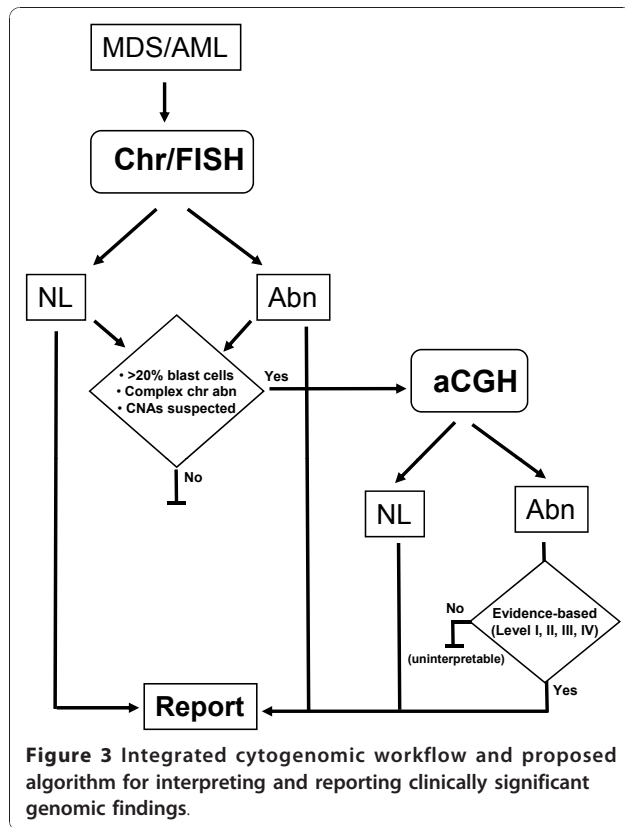 MDS/AML
Chr/FISH
NL
Abn
• >20% blast cells
• Complex chr abn
• CNAs suspected
Yes
aCGH
No
NL
Abn
No
Evidence-based
(Level I, II, III, IV)
(uninterpretable)
Yes
Report
Figure 3 Integrated cytogenomic workflow and proposed
algorithm for interpreting and reporting clinically significant
genomic findings.